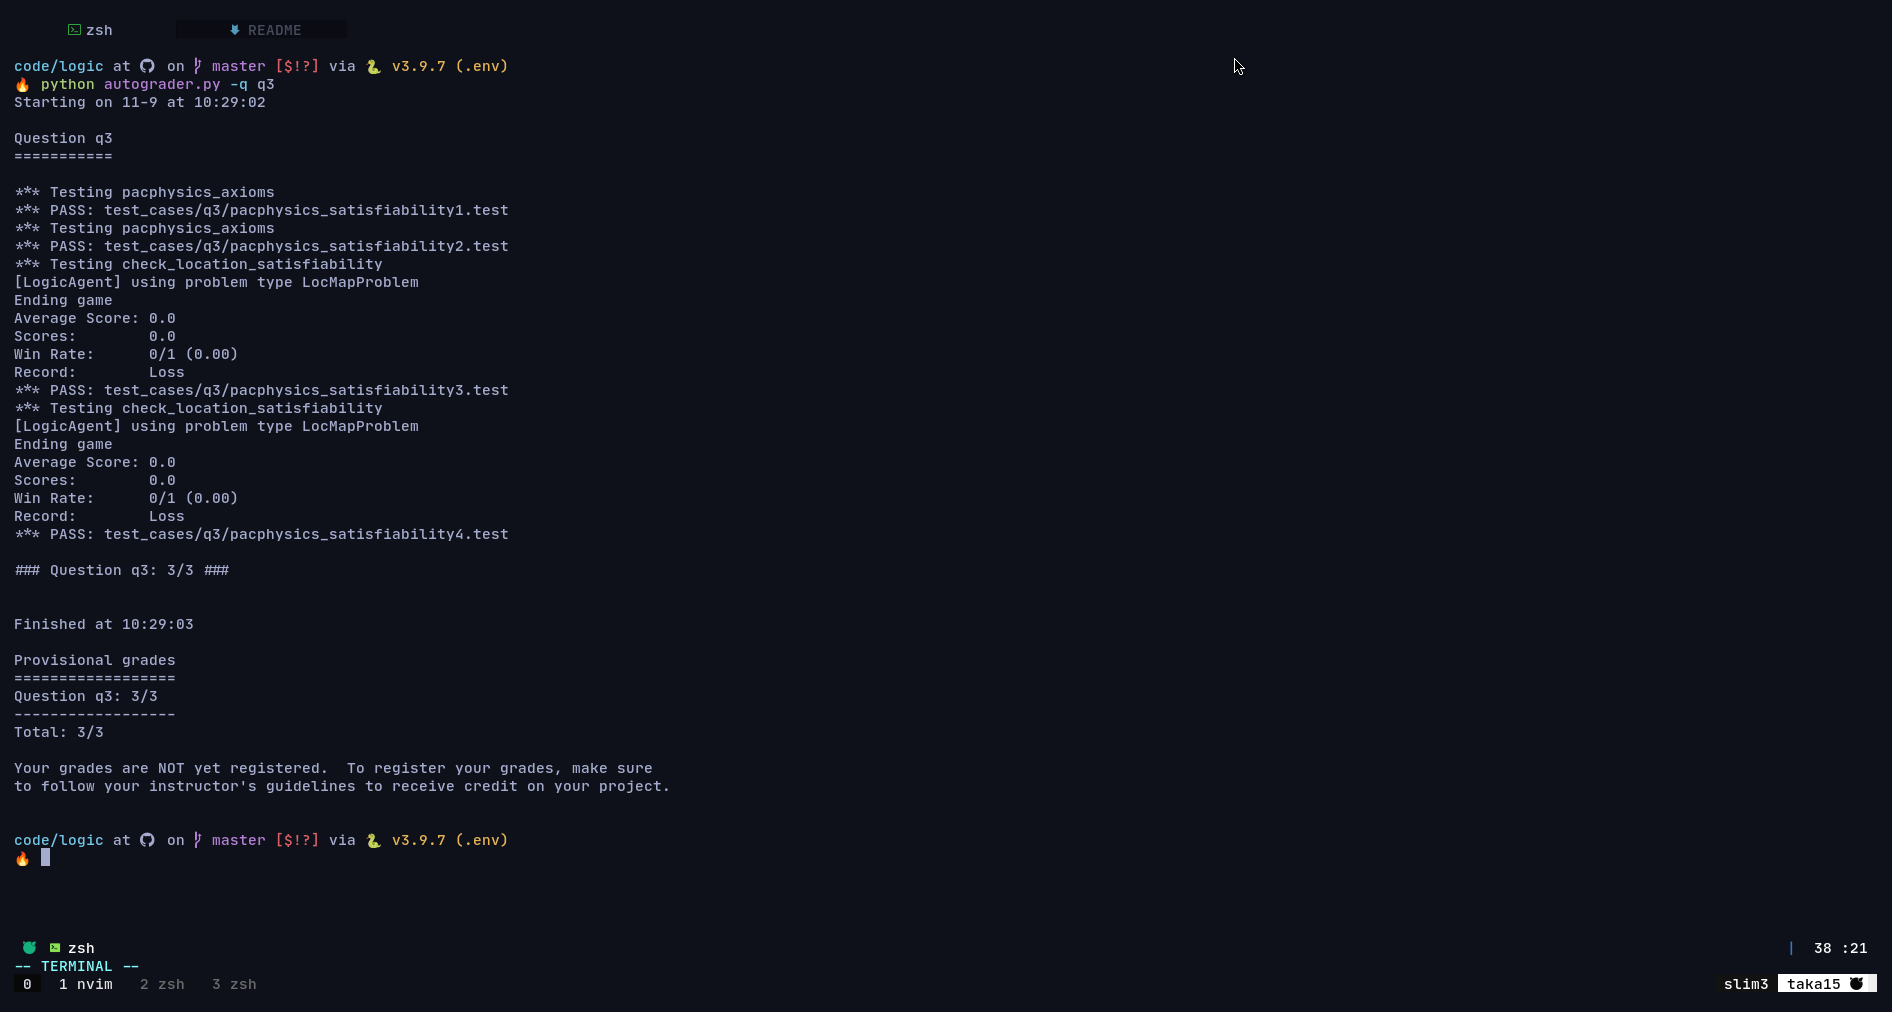 zsh README
code/logic at on master [$!?] via v3.9.7 (.env)
python autograder.py -q q3
Starting on 11-9 at 10:29:02
Question q3
===========
*** Testing pacphysics_axioms
*** PASS: test_cases/q3/pacphysics_satisfiability1.test
*** Testing pacphysics_axioms
*** PASS: test_cases/q3/pacphysics_satisfiability2.test
*** Testing check_location_satisfiability
[LogicAgent] using problem type LocMapProblem
Ending game
Average Score: 0.0
Scores:        0.0
Win Rate:      0/1 (0.00)
Record:        Loss
*** PASS: test_cases/q3/pacphysics_satisfiability3.test
*** Testing check_location_satisfiability
[LogicAgent] using problem type LocMapProblem
Ending game
Average Score: 0.0
Scores:        0.0
Win Rate:      0/1 (0.00)
Record:        Loss
*** PASS: test_cases/q3/pacphysics_satisfiability4.test
### Question q3: 3/3 ###
Finished at 10:29:03
Provisional grades
==================
Question q3: 3/3
------------------
Total: 3/3
Your grades are NOT yet registered.  To register your grades, make sure
to follow your instructor's guidelines to receive credit on your project.
code/logic at on master [$!?] via v3.9.7 (.env)
zsh | 38 :21
-- TERMINAL --
0 1 nvim 2 zsh 3 zsh slim3 taka15